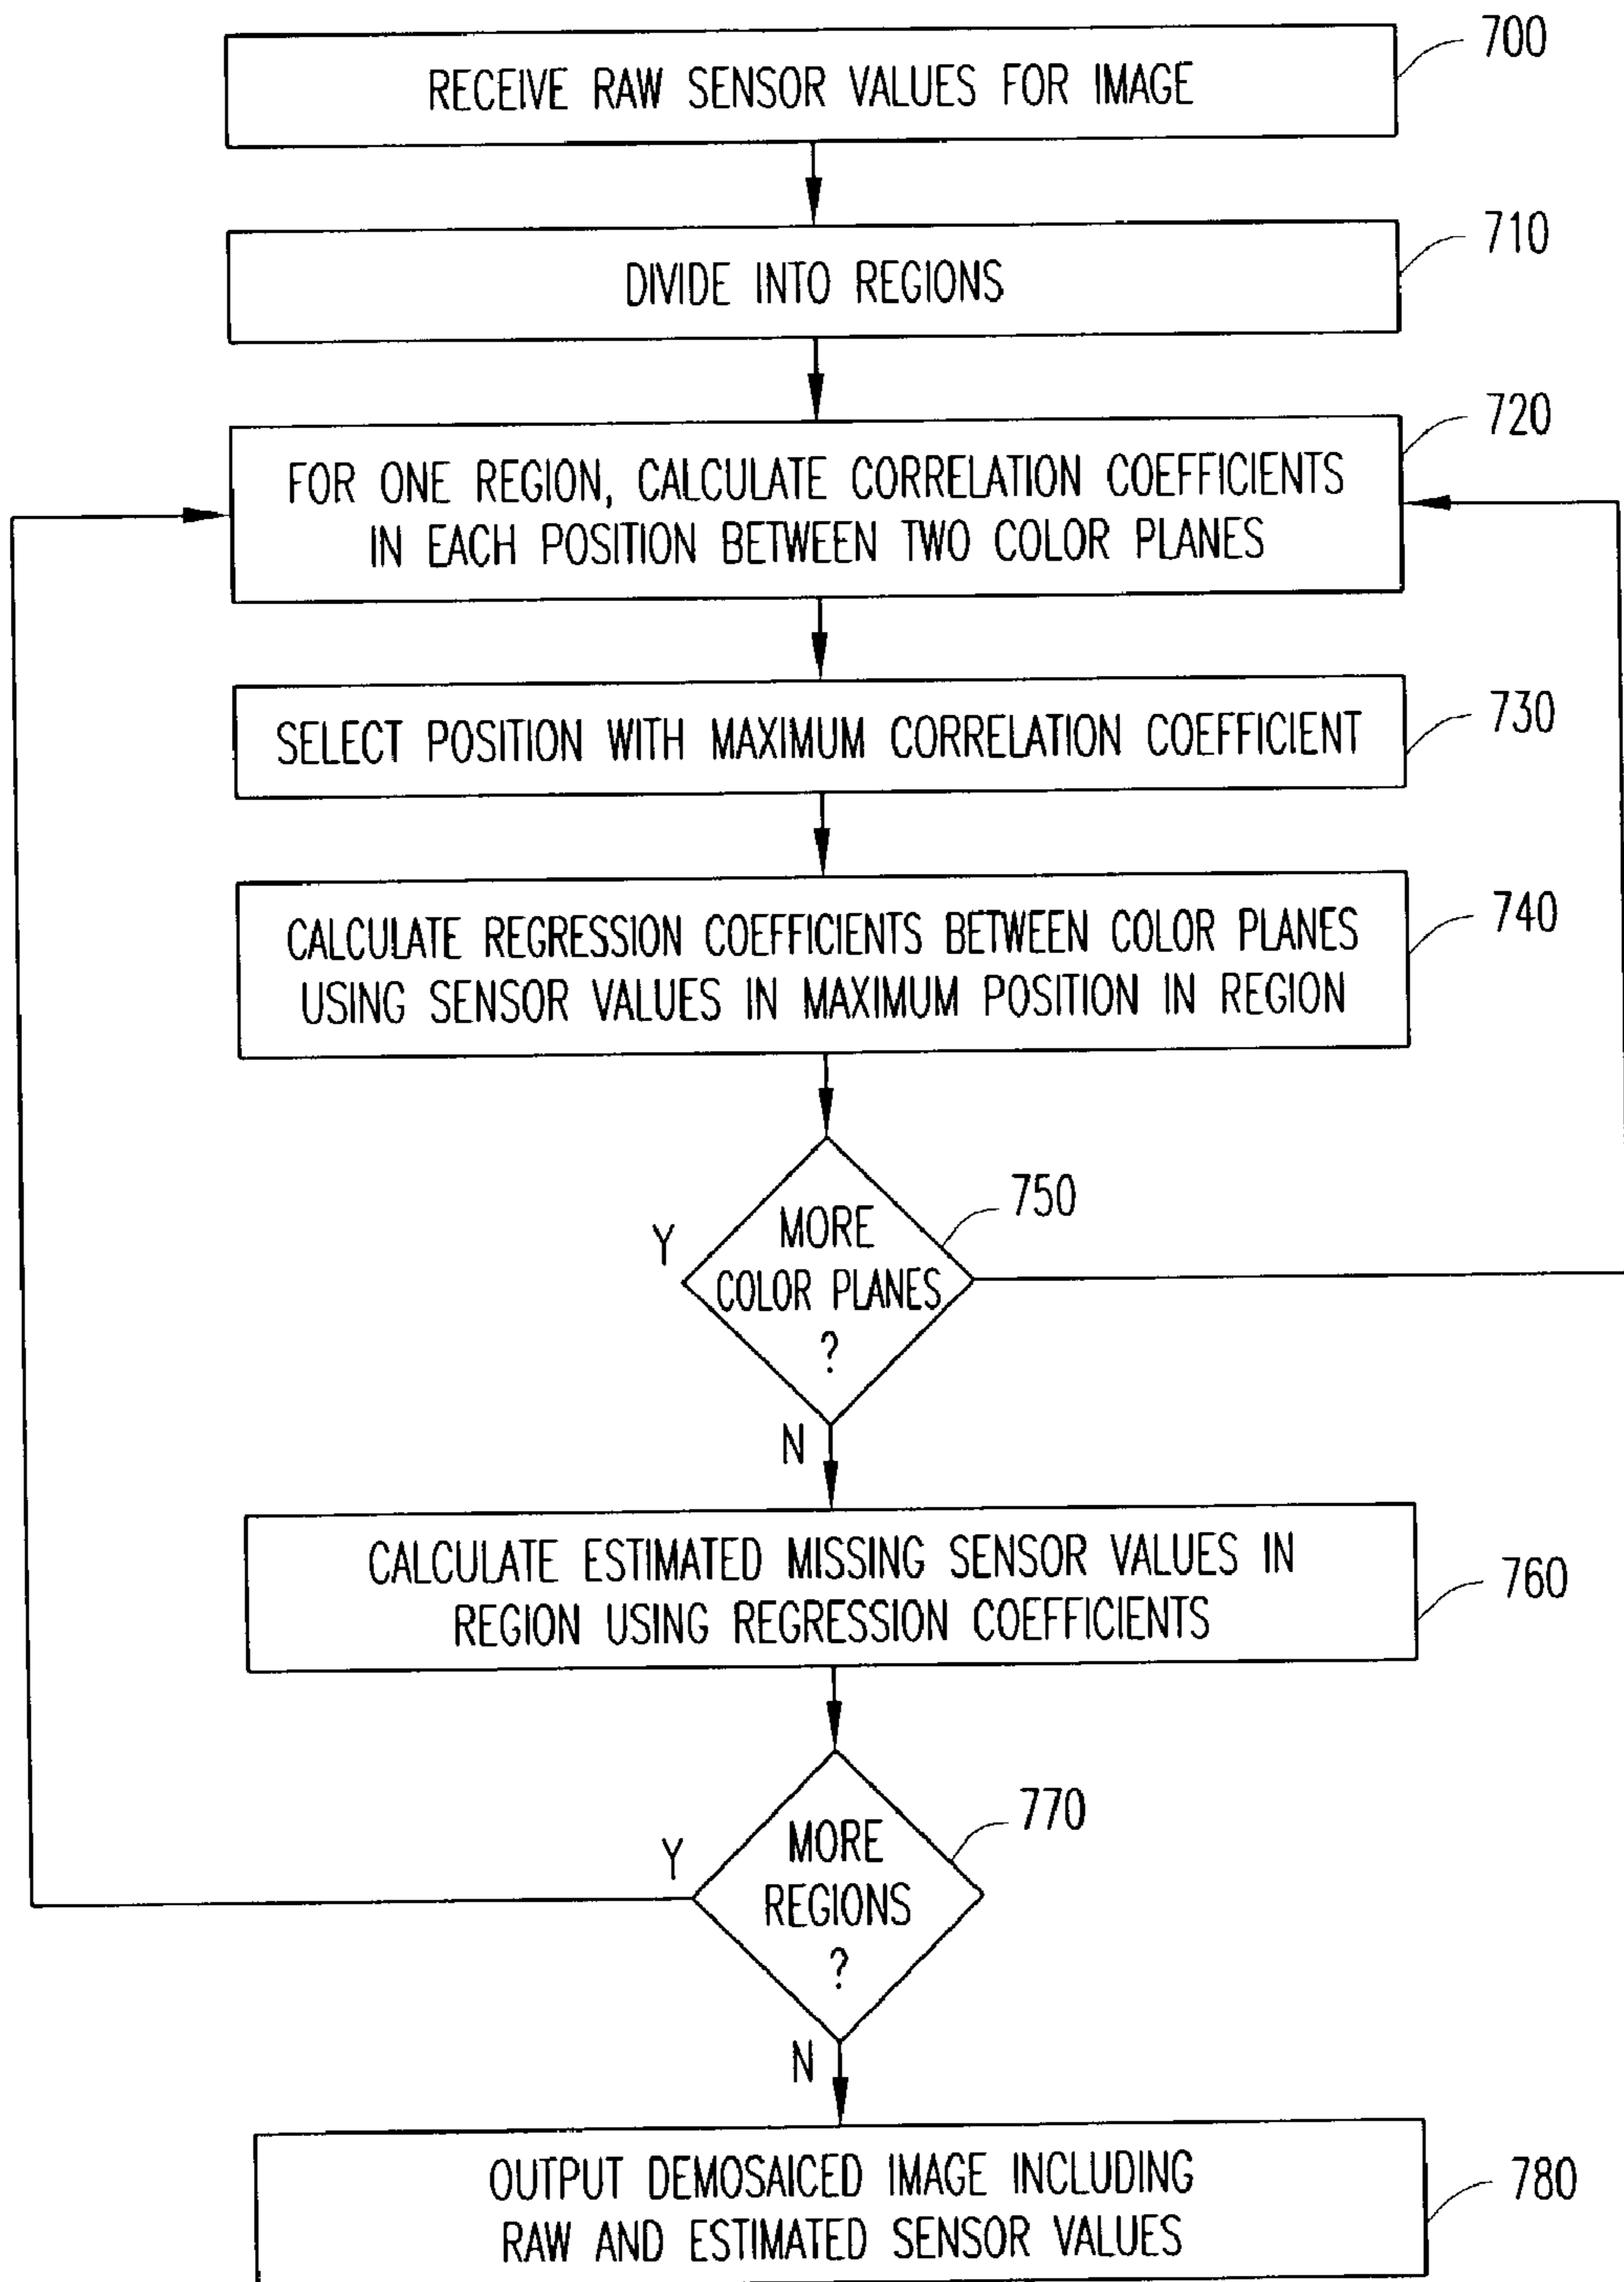 700
RECEIVE RAW SENSOR VALUES FOR IMAGE
710
DIVIDE INTO REGIONS
720
FOR ONE REGION, CALCULATE CORRELATION COEFFICIENTS
IN EACH POSITION BETWEEN TWO COLOR PLANES
730
SELECT POSITION WITH MAXIMUM CORRELATION COEFFICIENT
740
CALCULATE REGRESSION COEFFICIENTS BETWEEN COLOR PLANES
USING SENSOR VALUES IN MAXIMUM POSITION IN REGION
750
Y
MORE
COLOR PLANES
?
N
CALCULATE ESTIMATED MISSING SENSOR VALUES IN
REGION USING REGRESSION COEFFICIENTS
760
770
Y
MORE
REGIONS
?
N
OUTPUT DEMOSAICED IMAGE INCLUDING
RAW AND ESTIMATED SENSOR VALUES
780